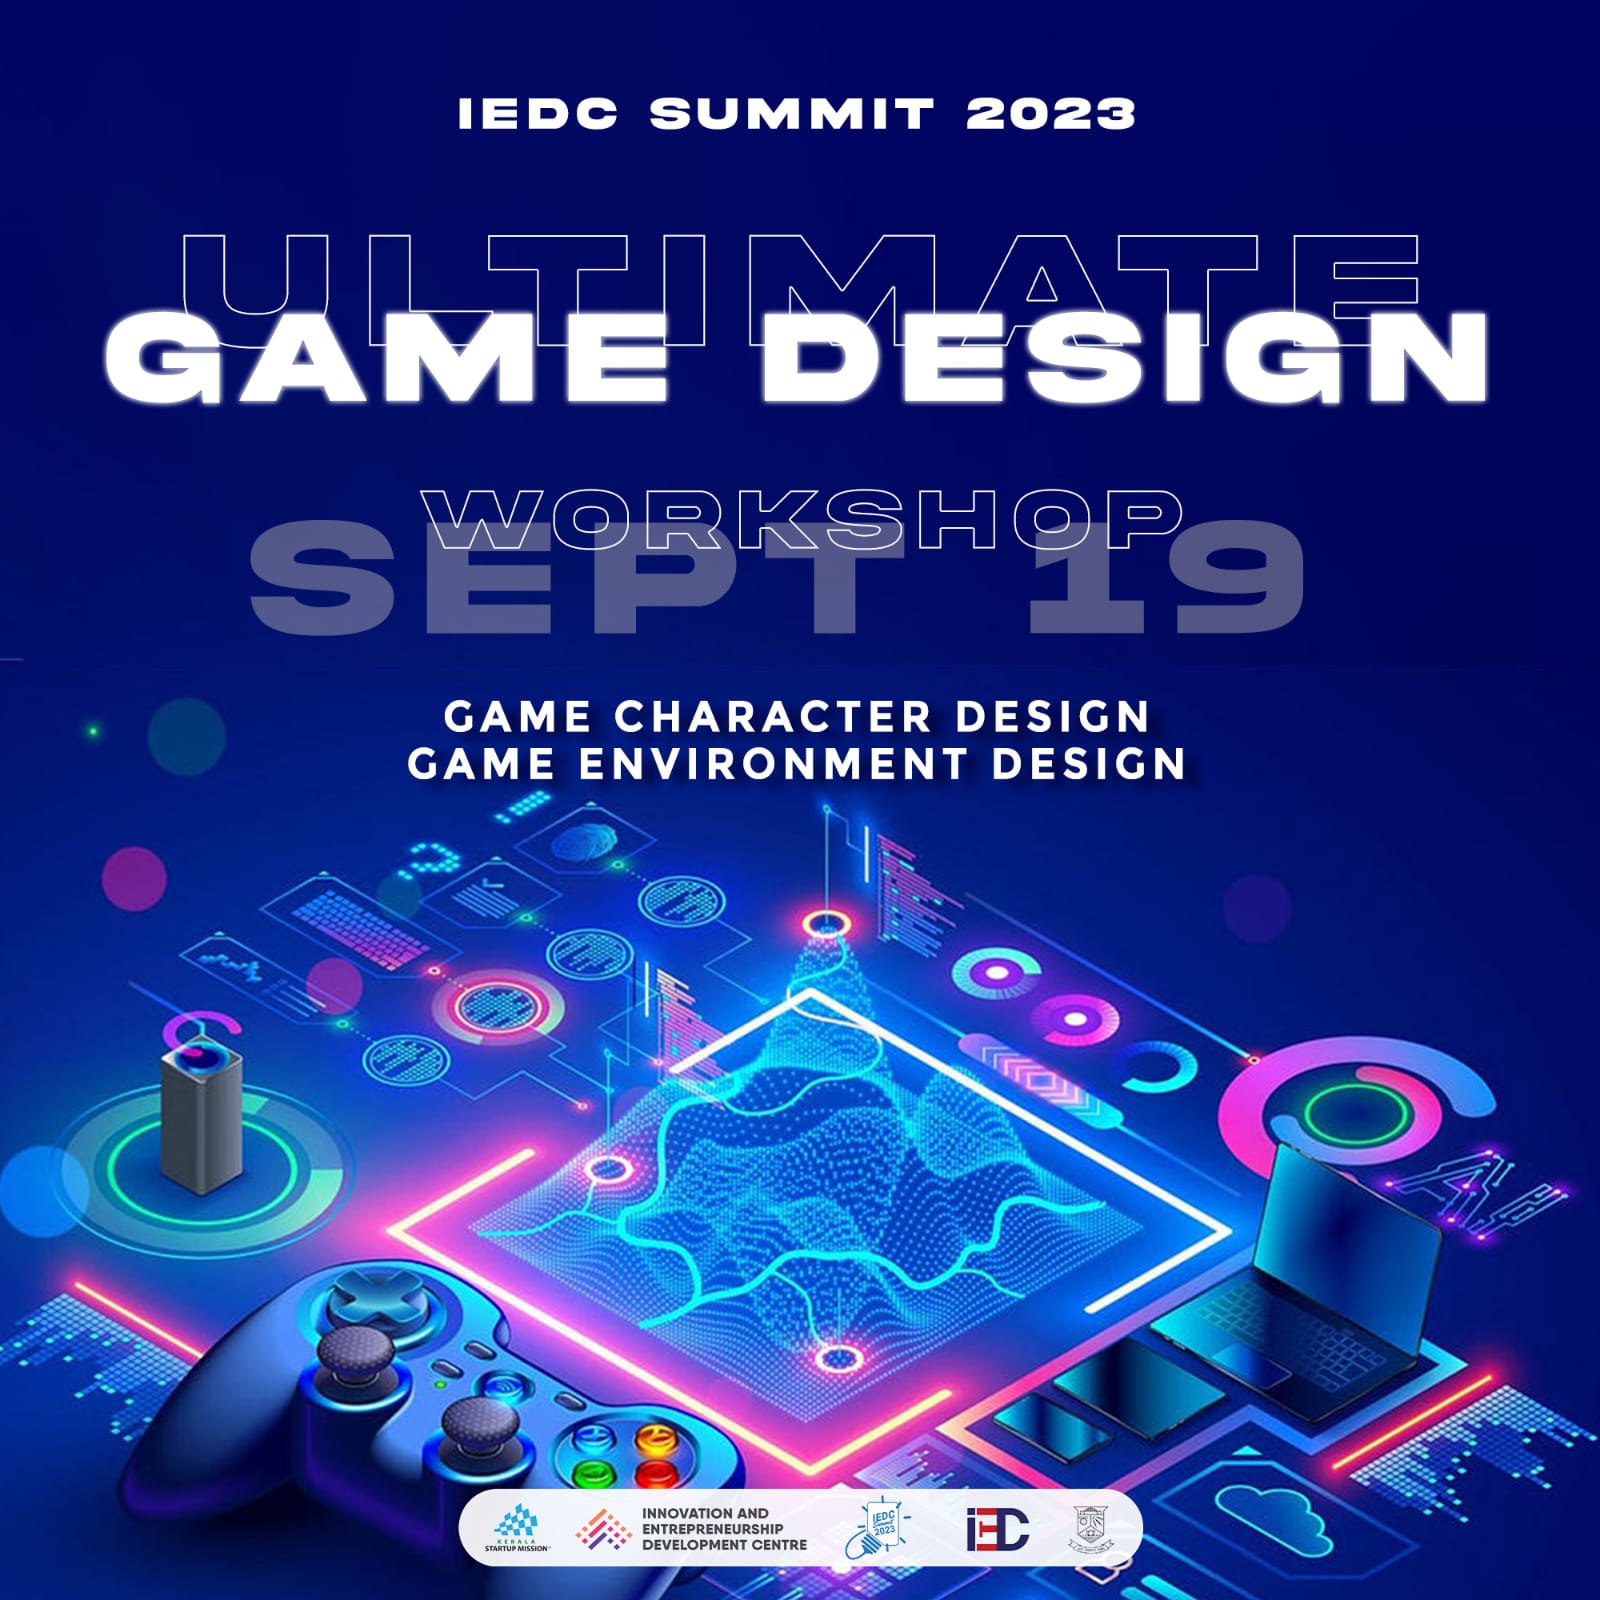 IEDC SUMMIT 2023
ULTIMATE
GAME DESIGN
WORKSHOP
SEPT 19
GAME CHARACTER DESIGN
GAME ENVIRONMENT DESIGN
AI
KERALA
STARTUP MISSION
INNOVATION AND
ENTREPRENEURSHIP
DEVELOPMENT CENTRE
IEDC
Summit
2023
IEDC